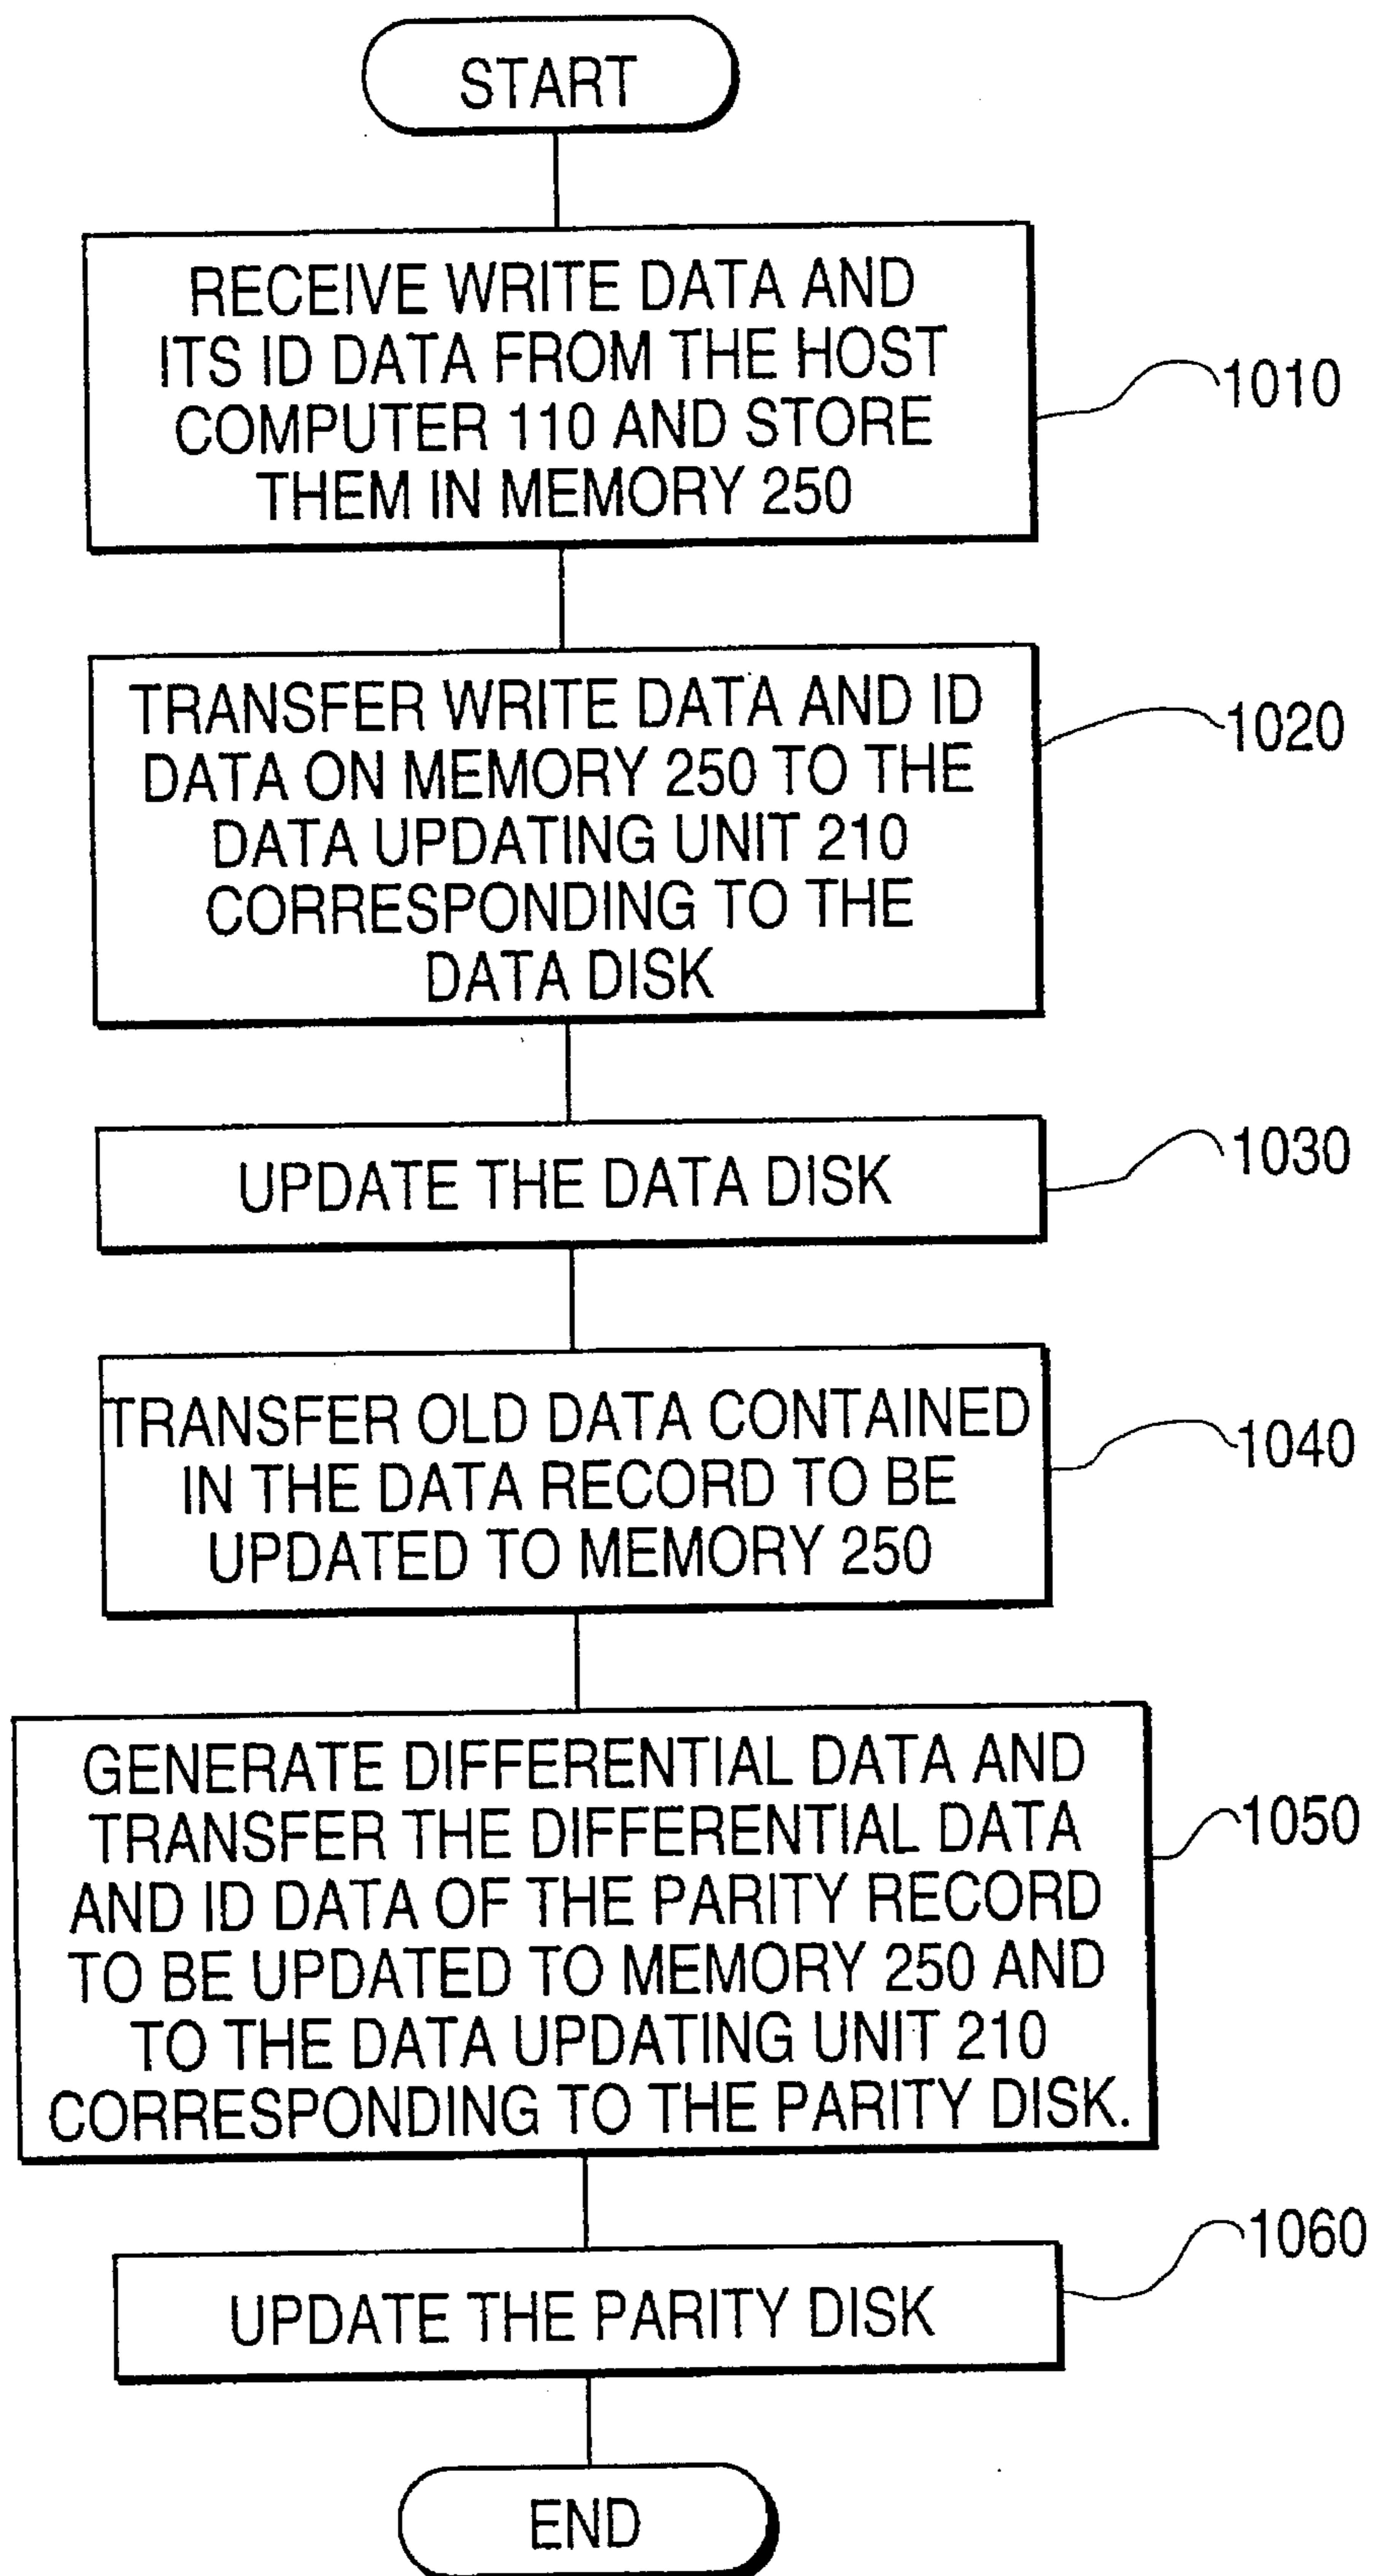 START
RECEIVE WRITE DATA AND
ITS ID DATA FROM THE HOST
COMPUTER 110 AND STORE
THEM IN MEMORY 250
1010
TRANSFER WRITE DATA AND ID
DATA ON MEMORY 250 TO THE
DATA UPDATING UNIT 210
CORRESPONDING TO THE
DATA DISK
1020
UPDATE THE DATA DISK
1030
TRANSFER OLD DATA CONTAINED
IN THE DATA RECORD TO BE
UPDATED TO MEMORY 250
1040
GENERATE DIFFERENTIAL DATA AND
TRANSFER THE DIFFERENTIAL DATA
AND ID DATA OF THE PARITY RECORD
TO BE UPDATED TO MEMORY 250 AND
TO THE DATA UPDATING UNIT 210
CORRESPONDING TO THE PARITY DISK.
1050
UPDATE THE PARITY DISK
1060
END